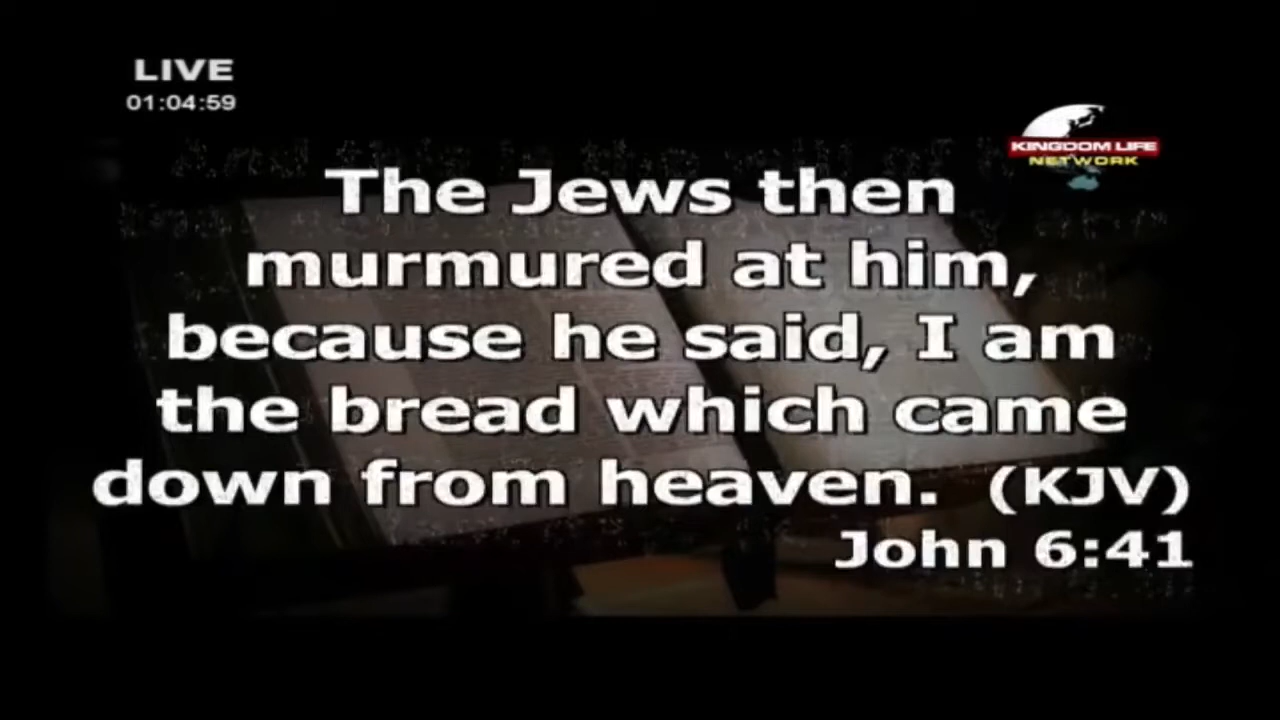 LIVE
01:04:59
KINGDOM LIFE
NETWORK
The Jews then
murmured at him,
because he said, I am
the bread which came
down from heaven. (KJV)
John 6:41